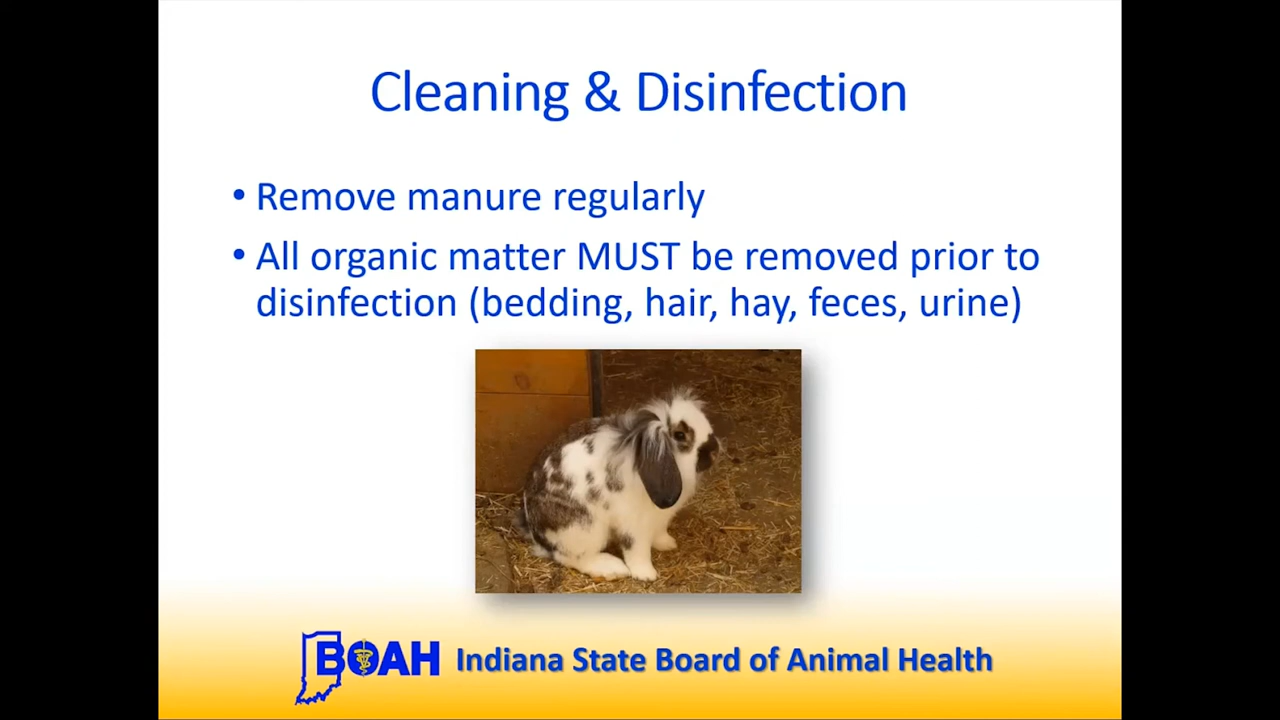 Cleaning & Disinfection
• Remove manure regularly
• All organic matter MUST be removed prior to
disinfection (bedding, hair, hay, feces, urine)
BOAH Indiana State Board of Animal Health